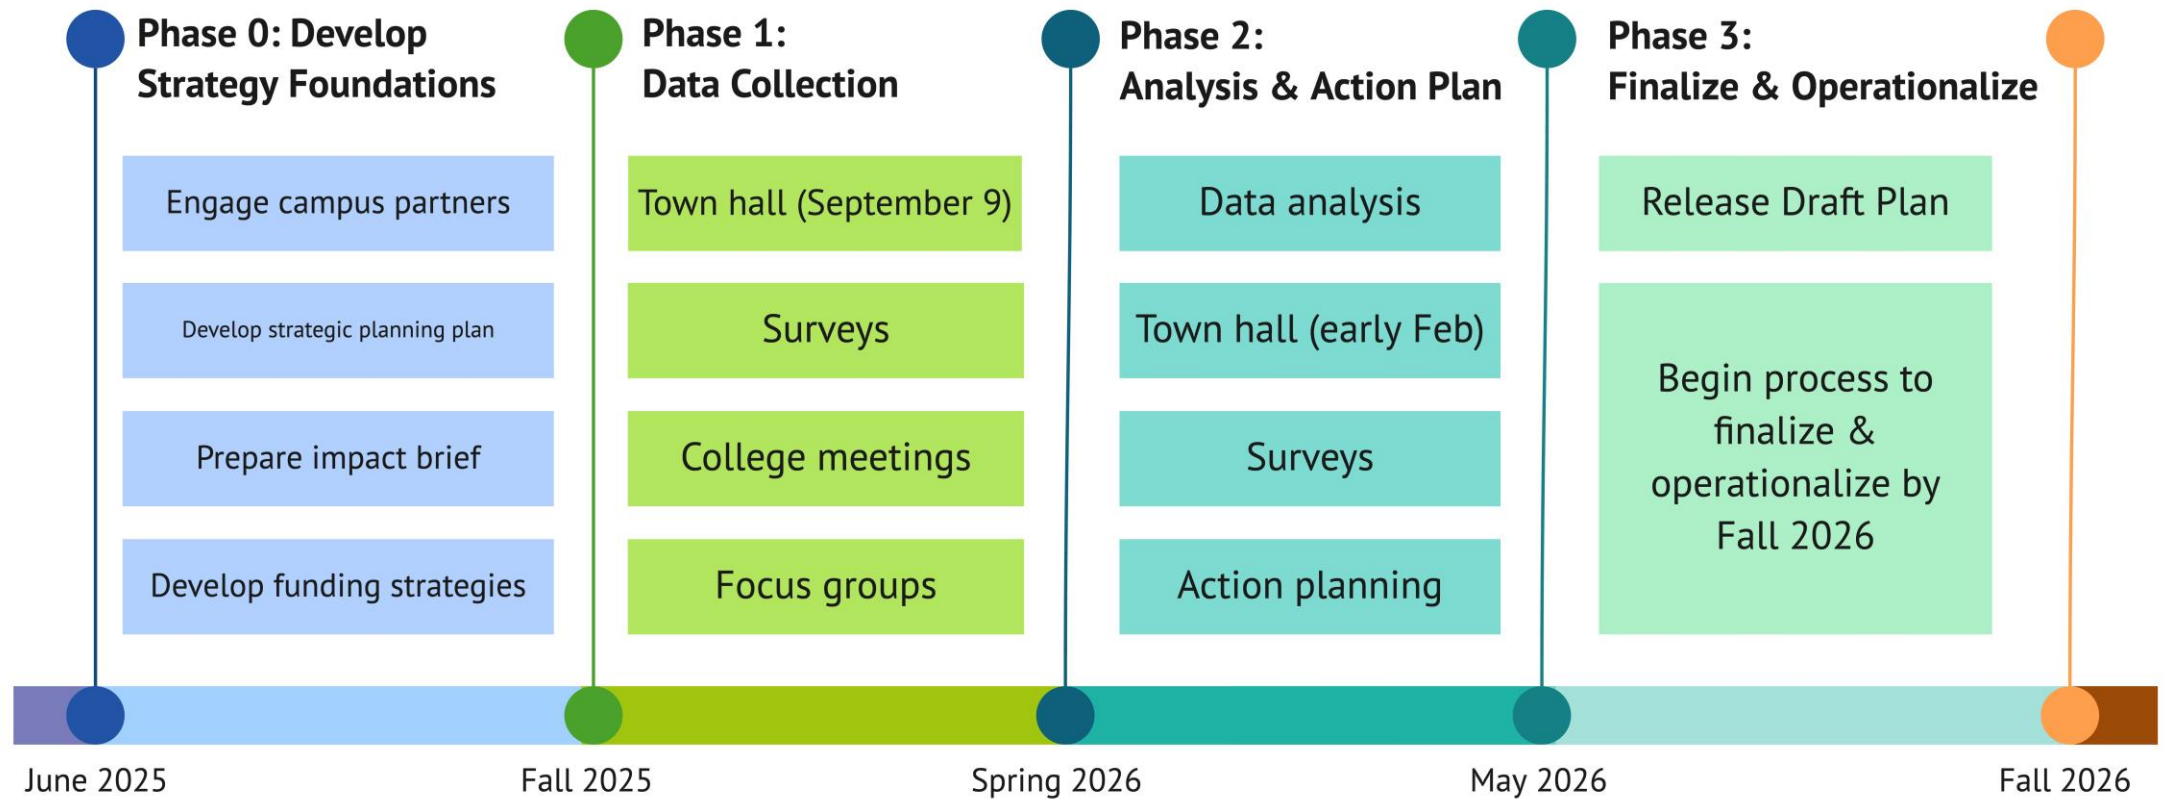 Phase 0: Develop
Strategy Foundations
Engage campus partners
Develop strategic planning plan
Prepare impact brief
Develop funding strategies
Phase 1:
Data Collection
Town hall (September 9)
Surveys
College meetings
Focus groups
Phase 2:
Analysis & Action Plan
Data analysis
Town hall (early Feb)
Surveys
Action planning
Phase 3:
Finalize & Operationalize
Release Draft Plan
Begin process to
finalize &
operationalize by
Fall 2026
June 2025
Fall 2025
Spring 2026
May 2026
Fall 2026